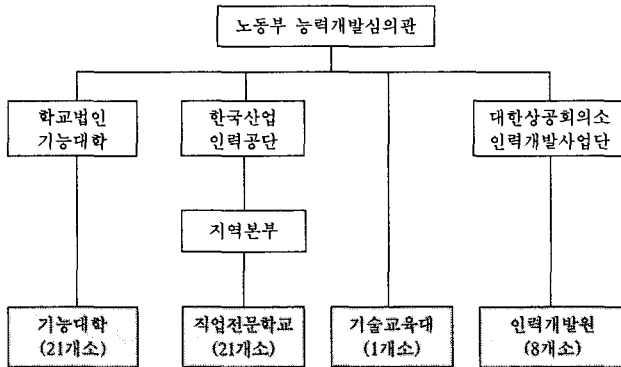 노동부 능력개발심의관
학교법인
기능대학
한국산업
인력공단
대한상공회의소
인력개발사업단
지역본부
기능대학
(21개소)
직업전문학교
(21개소)
기술교육대
(1개소)
인력개발원
(8개소)